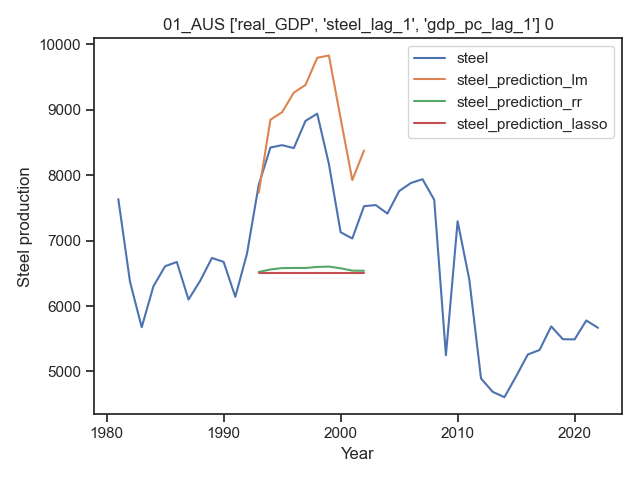 01_AUS ['real_GDP', 'steel_lag_1', 'gdp_pc_lag_1'] 0
steel
steel_prediction_lm
steel_prediction_rr
steel_prediction_lasso
Steel production
10000
9000
8000
7000
6000
5000
1980
1990
2000
2010
2020
Year